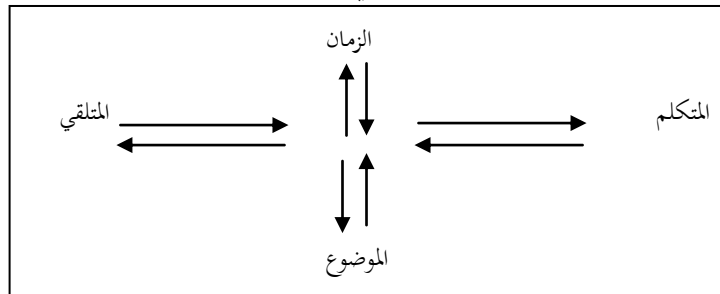 الزمان
المتكلم
المتلقي
الموضوع